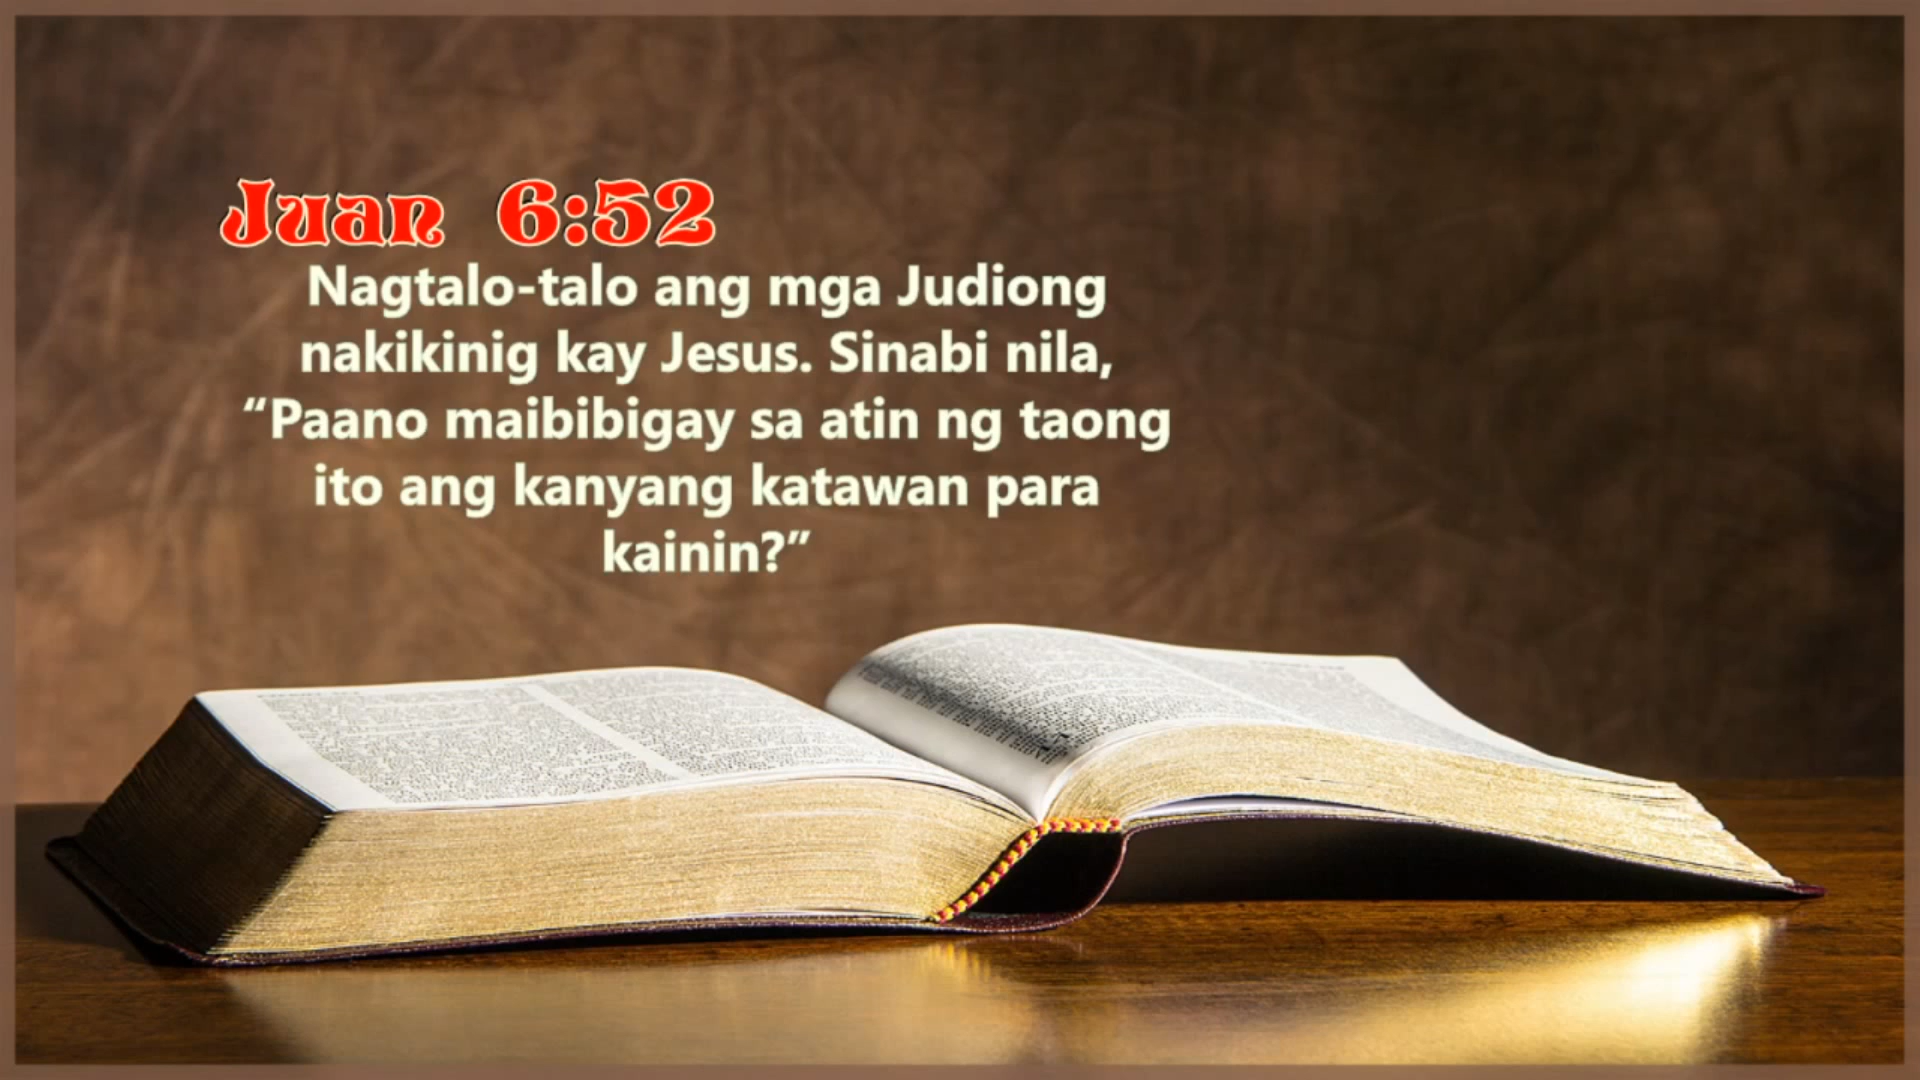 Juan 6:52
Nagtalo-talo ang mga Judiong
nakikinig kay Jesus. Sinabi nila,
“Paano maibibigay sa atin ng taong
ito ang kanyang katawan para
kainin?”